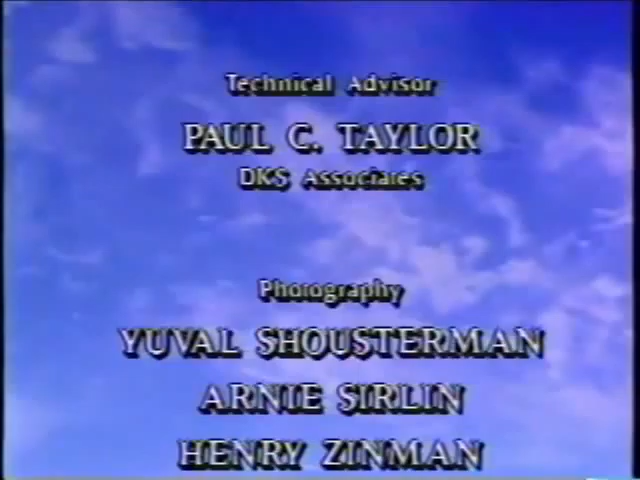 Technical Advisor
PAUL C. TAYLOR
DKS Associates
Photography
YUVAL SHOUSTERMAN
ARNIE SIRLIN
HENRY ZINMAN